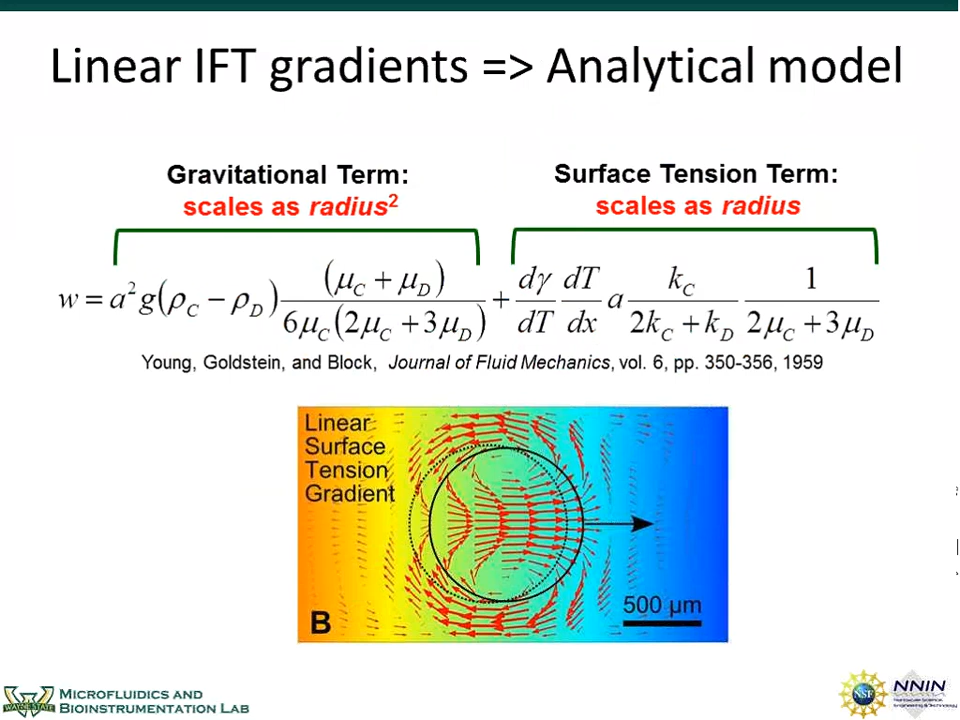 Linear IFT gradients => Analytical model
Gravitational Term:
scales as radius²
Surface Tension Term:
scales as radius
w = a²g(ρ_C − ρ_D) (μ_C + μ_D) / 6μ_C(2μ_C + 3μ_D) + dγ/dT dT/dx a k_C / (2k_C + k_D) 1 / (2μ_C + 3μ_D)
Young, Goldstein, and Block, Journal of Fluid Mechanics, vol. 6, pp. 350-356, 1959
Linear
Surface
Tension
Gradient
B
500 μm
WAYNE STATE
MICROFLUIDICS AND
BIOINSTRUMENTATION LAB
NSF
NNIN